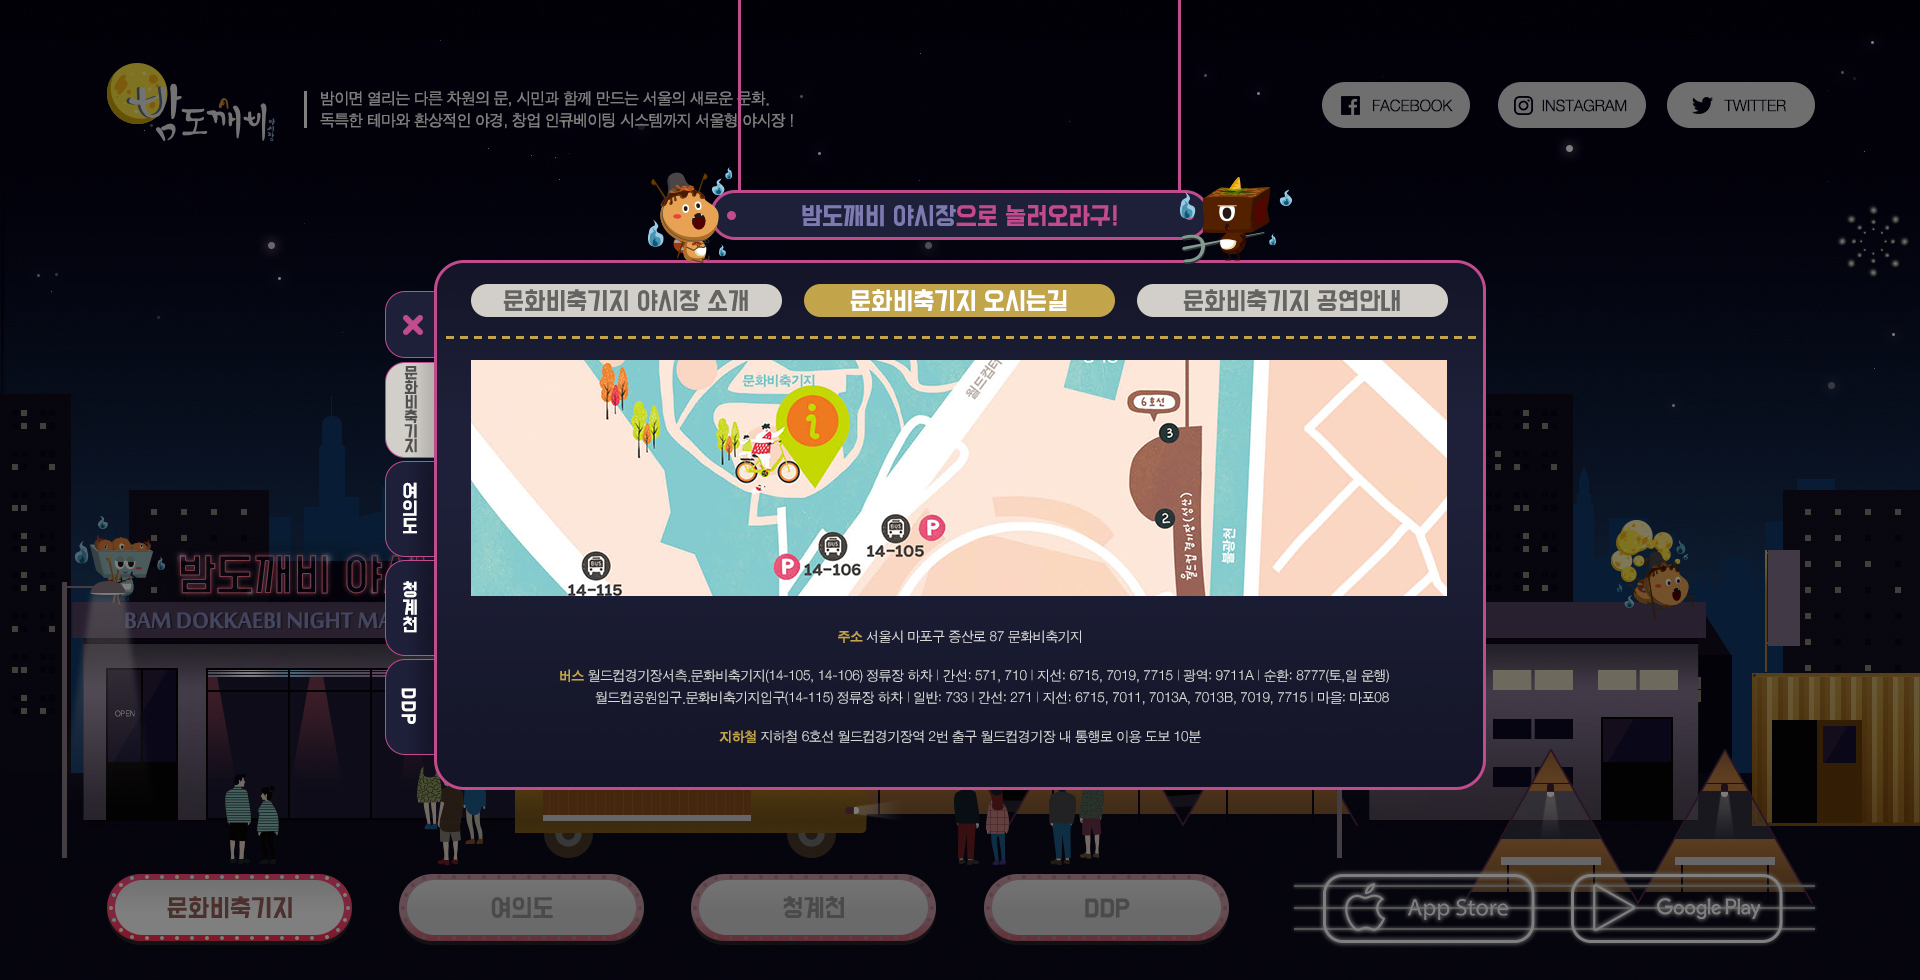 밤도깨비
야시장
밤이면 열리는 다른 차원의 문, 시민과 함께 만드는 서울의 새로운 문화.
독특한 테마와 환상적인 야경, 창업 인큐베이팅 시스템까지 서울형 야시장 !
FACEBOOK
INSTAGRAM
TWITTER
밤도깨비 야시장으로 놀러오라구!
문화비축기지 야시장 소개
문화비축기지 오시는길
문화비축기지 공연안내
문화비축기지
여의도
청계천
DDP
문화비축기지
i
6호선
3
2
월드컵경기장(성산)
불광천
BUS
14-105
P
BUS
14-106
P
BUS
14-115
주소 서울시 마포구 증산로 87 문화비축기지
버스 월드컵경기장서측.문화비축기지(14-105, 14-106) 정류장 하차 | 간선: 571, 710 | 지선: 6715, 7019, 7715 | 광역: 9711A | 순환: 8777(토,일 운행)
월드컵공원입구.문화비축기지입구(14-115) 정류장 하차 | 일반: 733 | 간선: 271 | 지선: 6715, 7011, 7013A, 7013B, 7019, 7715 | 마을: 마포08
지하철 지하철 6호선 월드컵경기장역 2번 출구 월드컵경기장 내 통행로 이용 도보 10분
밤도깨비
BAM DOKKAEBI NIGHT
OPEN
문화비축기지
여의도
청계천
DDP
App Store
Google Play